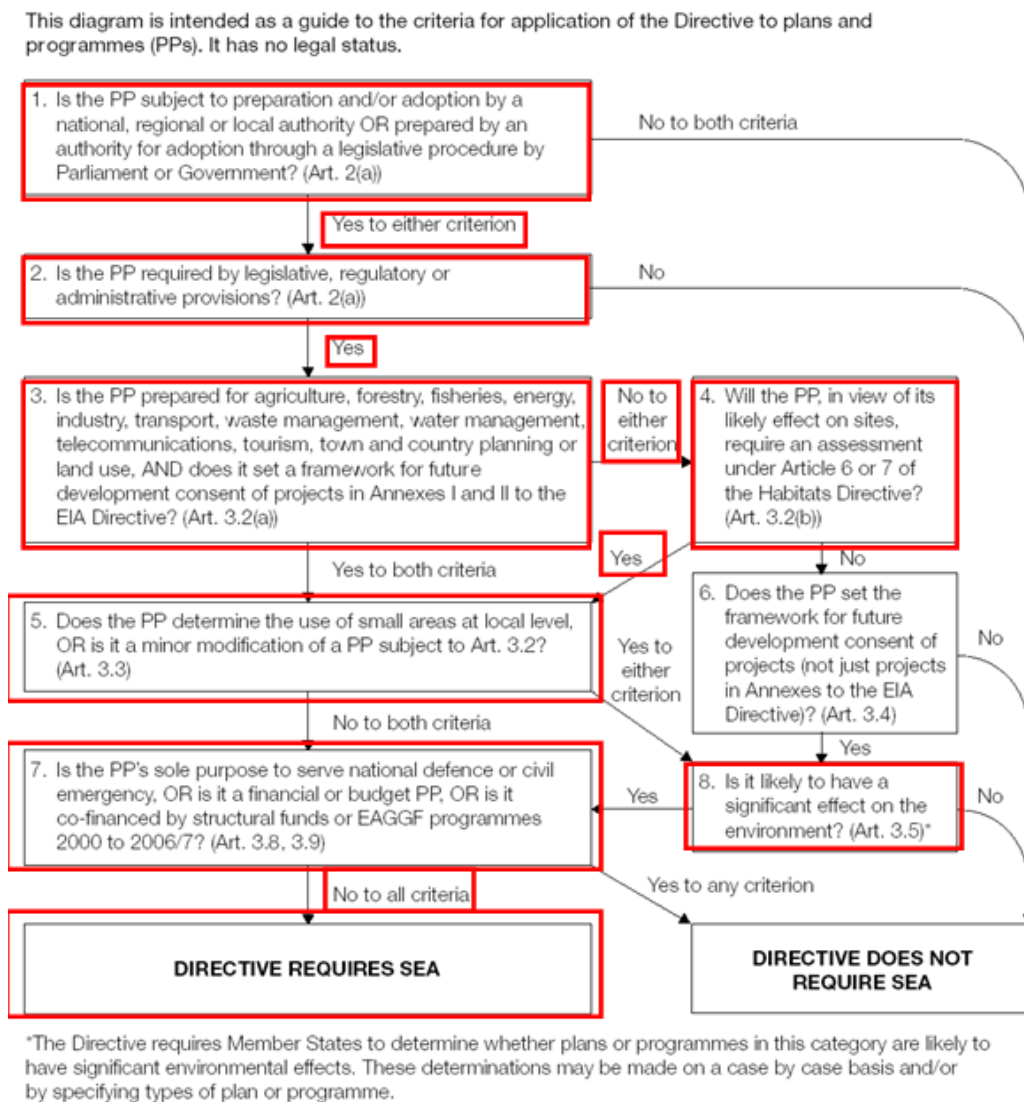 This diagram is intended as a guide to the criteria for application of the Directive to plans and
programmes (PPs). It has no legal status.
1. Is the PP subject to preparation and/or adoption by a
national, regional or local authority OR prepared by an
authority for adoption through a legislative procedure by
Parliament or Government? (Art. 2(a))
No to both criteria
Yes to either criterion
2. Is the PP required by legislative, regulatory or
administrative provisions? (Art. 2(a))
No
Yes
3. Is the PP prepared for agriculture, forestry, fisheries, energy,
industry, transport, waste management, water management,
telecommunications, tourism, town and country planning or
land use, AND does it set a framework for future
development consent of projects in Annexes I and II to the
EIA Directive? (Art. 3.2(a))
No to
either
criterion
4. Will the PP, in view of its
likely effect on sites,
require an assessment
under Article 6 or 7 of
the Habitats Directive?
(Art. 3.2(b))
Yes to both criteria
Yes
No
5. Does the PP determine the use of small areas at local level,
OR is it a minor modification of a PP subject to Art. 3.2?
(Art. 3.3)
Yes to
either
criterion
6. Does the PP set the
framework for future
development consent of
projects (not just projects
in Annexes to the EIA
Directive)? (Art. 3.4)
No
No to both criteria
Yes
7. Is the PP's sole purpose to serve national defence or civil
emergency, OR is it a financial or budget PP, OR is it
co-financed by structural funds or EAGGF programmes
2000 to 2006/7? (Art. 3.8, 3.9)
Yes
8. Is it likely to have a
significant effect on the
environment? (Art. 3.5)*
No
No to all criteria
Yes to any criterion
DIRECTIVE REQUIRES SEA
DIRECTIVE DOES NOT
REQUIRE SEA
*The Directive requires Member States to determine whether plans or programmes in this category are likely to
have significant environmental effects. These determinations may be made on a case by case basis and/or
by specifying types of plan or programme.